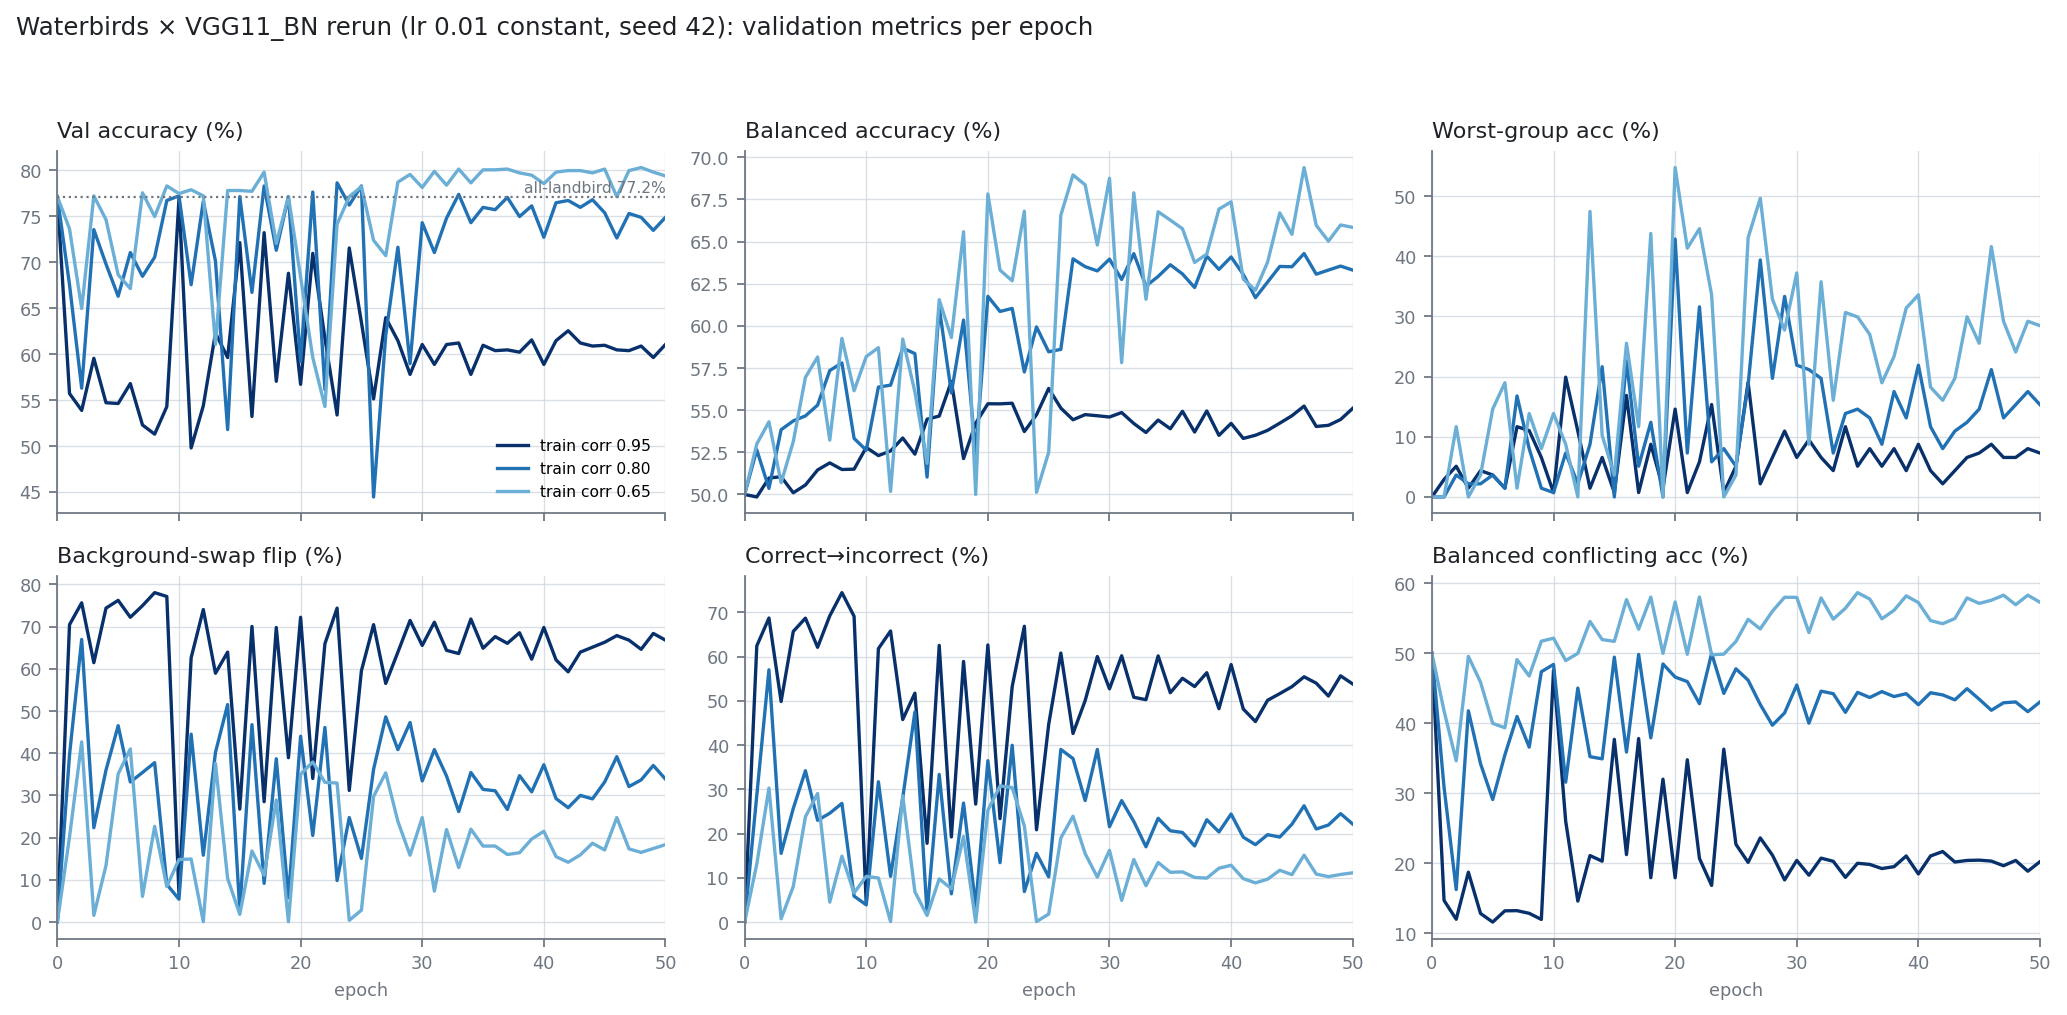 Waterbirds × VGG11_BN rerun (lr 0.01 constant, seed 42): validation metrics per epoch
Val accuracy (%)
80
75
70
65
60
55
50
45
all-landbird 77.2%
train corr 0.95
train corr 0.80
train corr 0.65
Balanced accuracy (%)
70.0
67.5
65.0
62.5
60.0
57.5
55.0
52.5
50.0
Worst-group acc (%)
50
40
30
20
10
0
Background-swap flip (%)
80
70
60
50
40
30
20
10
0
0 10 20 30 40 50
epoch
Correct→incorrect (%)
70
60
50
40
30
20
10
0
0 10 20 30 40 50
epoch
Balanced conflicting acc (%)
60
50
40
30
20
10
0 10 20 30 40 50
epoch